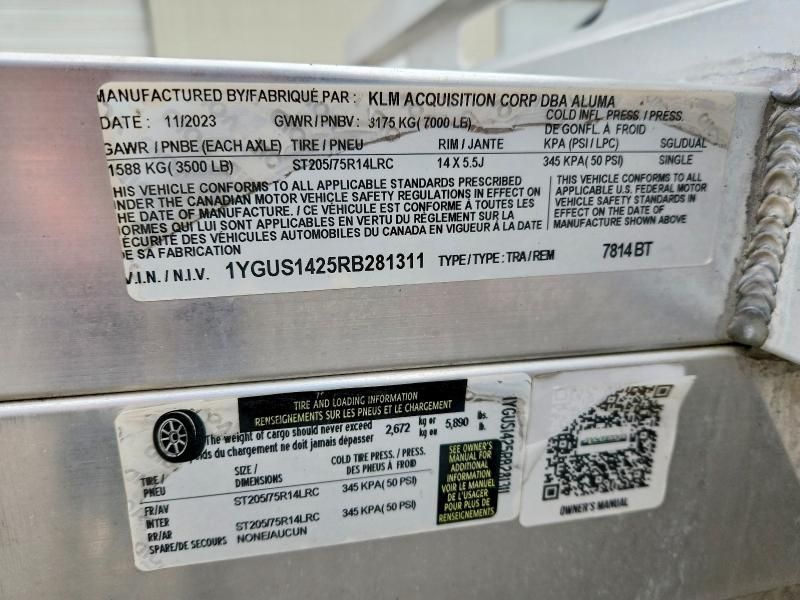 MANUFACTURED BY/FABRIQUÉ PAR : KLM ACQUISITION CORP DBA ALUMA
DATE : 11/2023 GVWR / PNBV : 3175 KG( 7000 LB) COLD INFL. PRESS. / PRESS.
DE GONFL. À FROID
GAWR / PNBE (EACH AXLE) TIRE / PNEU RIM / JANTE KPA (PSI / LPC) SGL/DUAL
1588 KG( 3500 LB) ST205/75R14LRC 14 X 5.5J 345 KPA( 50 PSI) SINGLE
THIS VEHICLE CONFORMS TO ALL APPLICABLE STANDARDS PRESCRIBED
UNDER THE CANADIAN MOTOR VEHICLE SAFETY REGULATIONS IN EFFECT ON
THE DATE OF MANUFACTURE. / CE VÉHICULE EST CONFORME À TOUTES LES
NORMES QUI LUI SONT APPLICABLES EN VERTU DU RÉGLEMENT SUR LA
SÉCURITÉ DES VÉHICULES AUTOMOBILES DU CANADA EN VIGUEUR À LA DATE
DE SA FABRICATION
THIS VEHICLE CONFORMS TO ALL
APPLICABLE U.S. FEDERAL MOTOR
VEHICLE SAFETY STANDARDS IN
EFFECT ON THE DATE OF
MANUFACTURE SHOWN ABOVE
V.I.N. / N.I.V. 1YGUS1425RB281311 TYPE / TYPE : TRA / REM 7814 BT
TIRE AND LOADING INFORMATION
RENSEIGNEMENTS SUR LES PNEUS ET LE CHARGEMENT
The weight of cargo should never exceed 2,672 kg or 5,890 lbs.
poids du chargement ne doit jamais dépasser kg ou lb.
TIRE / SIZE / COLD TIRE PRESS. / PRESS.
PNEU DIMENSIONS DES PNEUS À FROID
FR/AV ST205/75R14LRC 345 KPA( 50 PSI)
INTER
RR/AR ST205/75R14LRC 345 KPA( 50 PSI)
SPARE/DE SECOURS NONE/AUCUN
SEE OWNER'S
MANUAL FOR
ADDITIONAL
INFORMATION
VOIR LE MANUEL
DE L'USAGER
POUR PLUS DE
RENSEIGNEMENTS
1YGUS1425RB281311
OWNER'S MANUAL